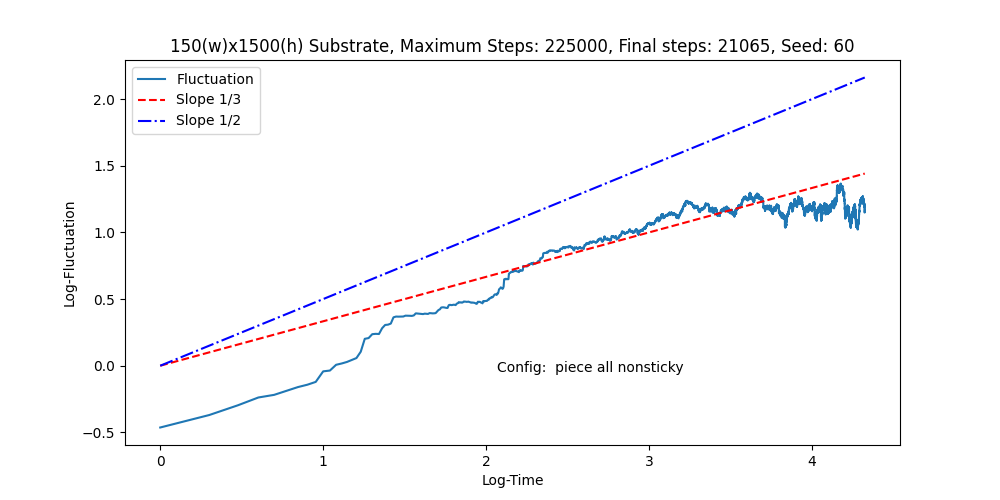 150(w)x1500(h) Substrate, Maximum Steps: 225000, Final steps: 21065, Seed: 60
Fluctuation
Slope 1/3
Slope 1/2
2.0
1.5
1.0
0.5
0.0
−0.5
Log-Fluctuation
Config:  piece all nonsticky
0 1 2 3 4
Log-Time